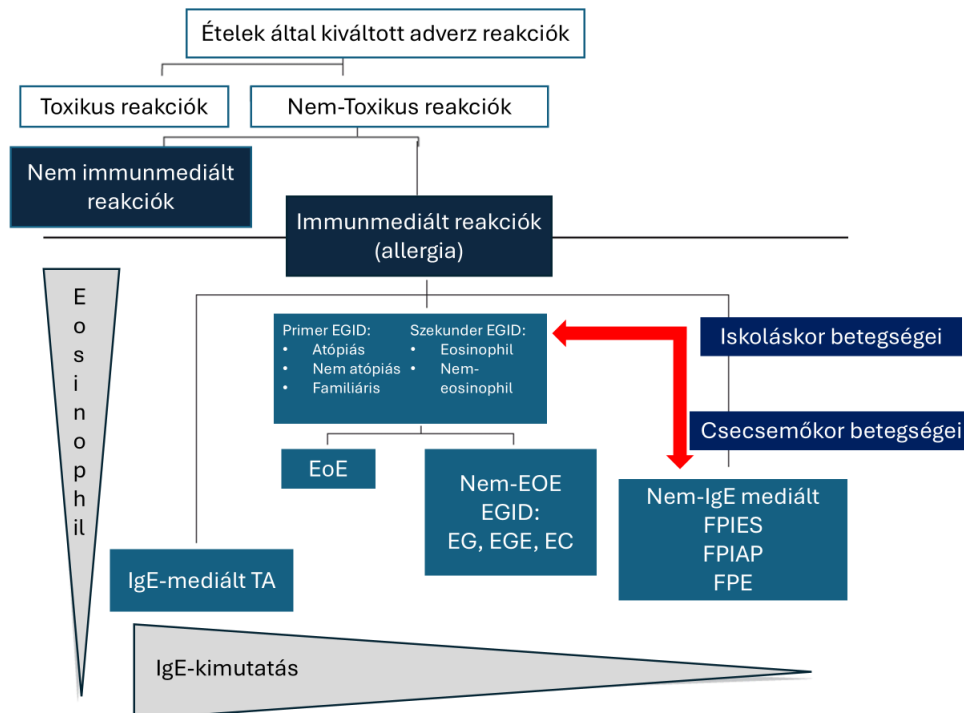 Ételek által kiváltott adverz reakciók
Toxikus reakciók
Nem-Toxikus reakciók
Nem immunmediált
reakciók
Immunmediált reakciók
(allergia)
Eosinophil
Primer EGID:
• Atópiás
• Nem atópiás
• Familiáris
Szekunder EGID:
• Eosinophil
• Nem-
eosinophil
Iskoláskor betegségei
Csecsemőkor betegségei
EoE
Nem-EOE
EGID:
EG, EGE, EC
Nem-IgE mediált
FPIES
FPIAP
FPE
IgE-mediált TA
IgE-kimutatás